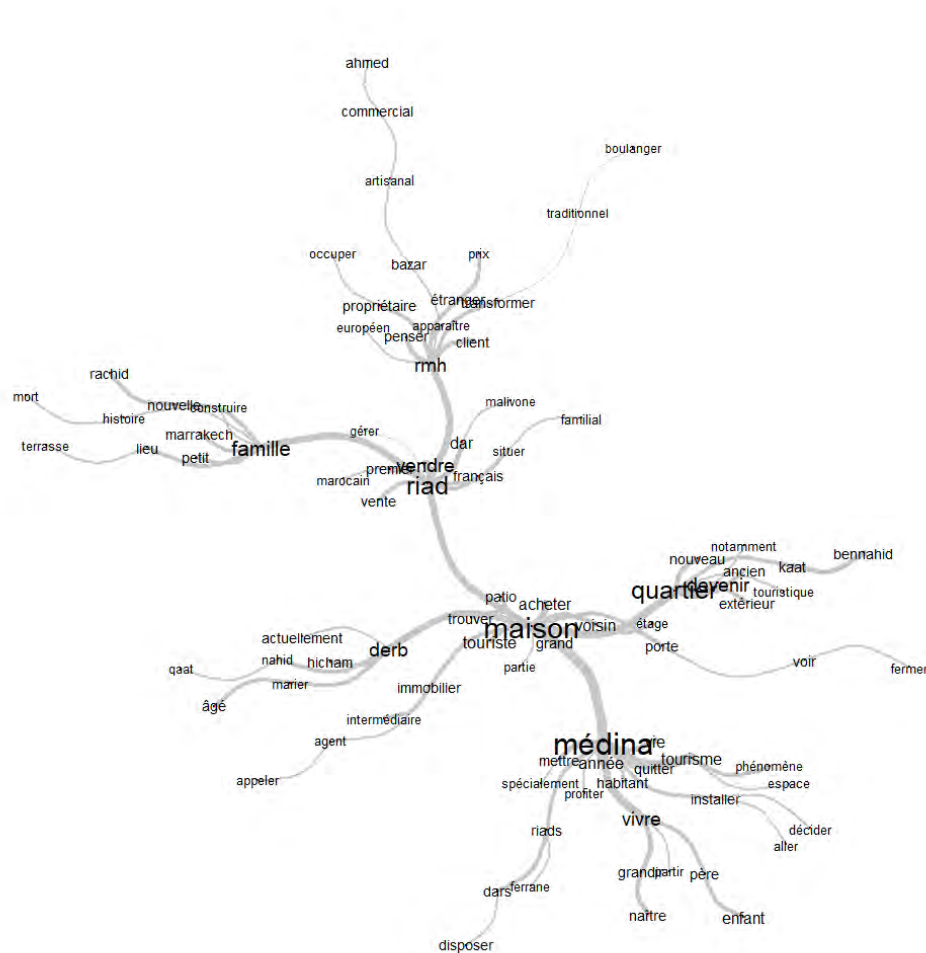 ahmed
commercial
boulanger
artisanal
traditionnel
occuper
prix
bazar
étranger
transformer
propriétaire
européen
apparaître
penser
client
rmh
rachid
mort
nouvelle
construire
malivone
histoire
familial
marrakech
gérer
terrasse
lieu
famille
dar
situer
petit
vendre
premier
français
marocain
riad
vente
notamment
nouveau
bennahid
ancien
kaat
quartier
devenir
touristique
extérieur
patio
acheter
trouver
maison
voisin
étage
actuellement
derb
touriste
grand
porte
qaat
nahid
hicham
partie
voir
fermer
marier
immobilier
âgé
intermédiaire
agent
médina
vie
mettre
année
tourisme
appeler
quitter
phénomène
spécialement
habitant
espace
profiter
installer
riads
vivre
décider
aller
grand
partir
père
dars
ferrane
naître
enfant
disposer